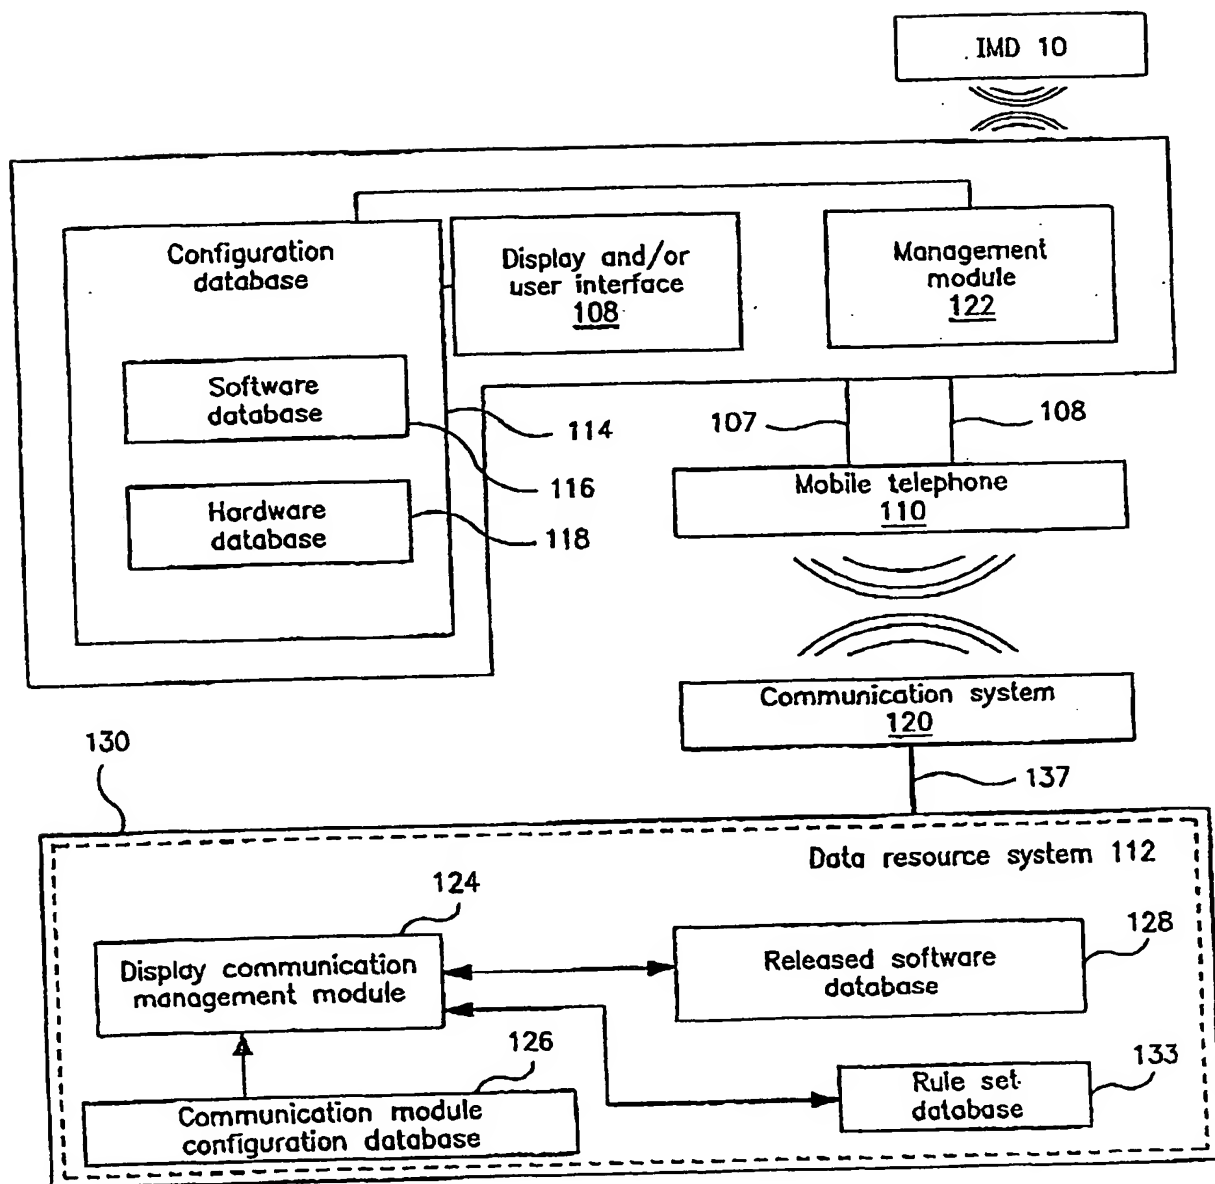 IMD 10
Configuration
database
Display and/or
user interface
108
Management
module
122
Software
database
Hardware
database
114
116
118
107
108
Mobile telephone
110
Communication system
120
137
130
Data resource system 112
124
Display communication
management module
128
Released software
database
126
Communication module
configuration database
133
Rule set
database